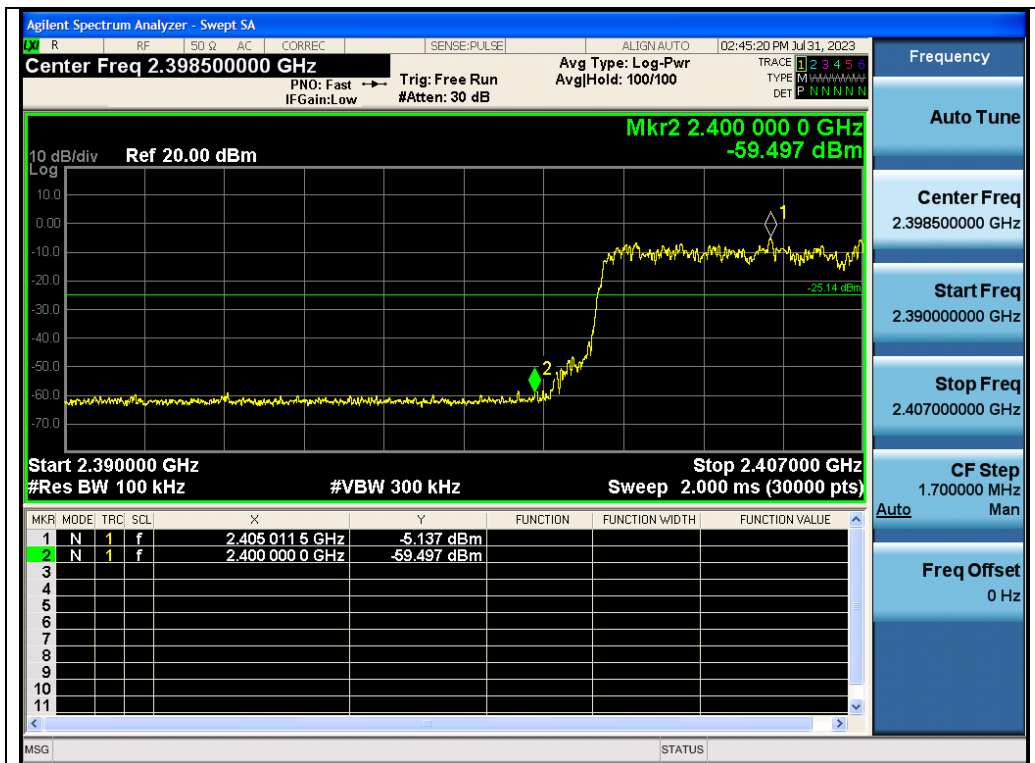 Agilent Spectrum Analyzer - Swept SA
LXI R RF 50 Ω AC CORREC SENSE:PULSE ALIGN AUTO 02:45:20 PM Jul 31, 2023
Center Freq 2.398500000 GHz
PNO: Fast
IFGain:Low
Trig: Free Run
#Atten: 30 dB
Avg Type: Log-Pwr
Avg|Hold: 100/100
TRACE 1 2 3 4 5 6
TYPE M
DET P N N N N N
Mkr2 2.400 000 0 GHz
-59.497 dBm
10 dB/div Ref 20.00 dBm
Log
10.0
0.00
-10.0
-20.0
-30.0
-40.0
-50.0
-60.0
-70.0
1
-25.14 dBm
2
Start 2.390000 GHz Stop 2.407000 GHz
#Res BW 100 kHz #VBW 300 kHz Sweep 2.000 ms (30000 pts)
MKR MODE TRC SCL X Y FUNCTION FUNCTION WIDTH FUNCTION VALUE
1 N 1 f 2.405 011 5 GHz -5.137 dBm
2 N 1 f 2.400 000 0 GHz -59.497 dBm
3
4
5
6
7
8
9
10
11
MSG STATUS
Frequency
Auto Tune
Center Freq
2.398500000 GHz
Start Freq
2.390000000 GHz
Stop Freq
2.407000000 GHz
CF Step
1.700000 MHz
Auto Man
Freq Offset
0 Hz